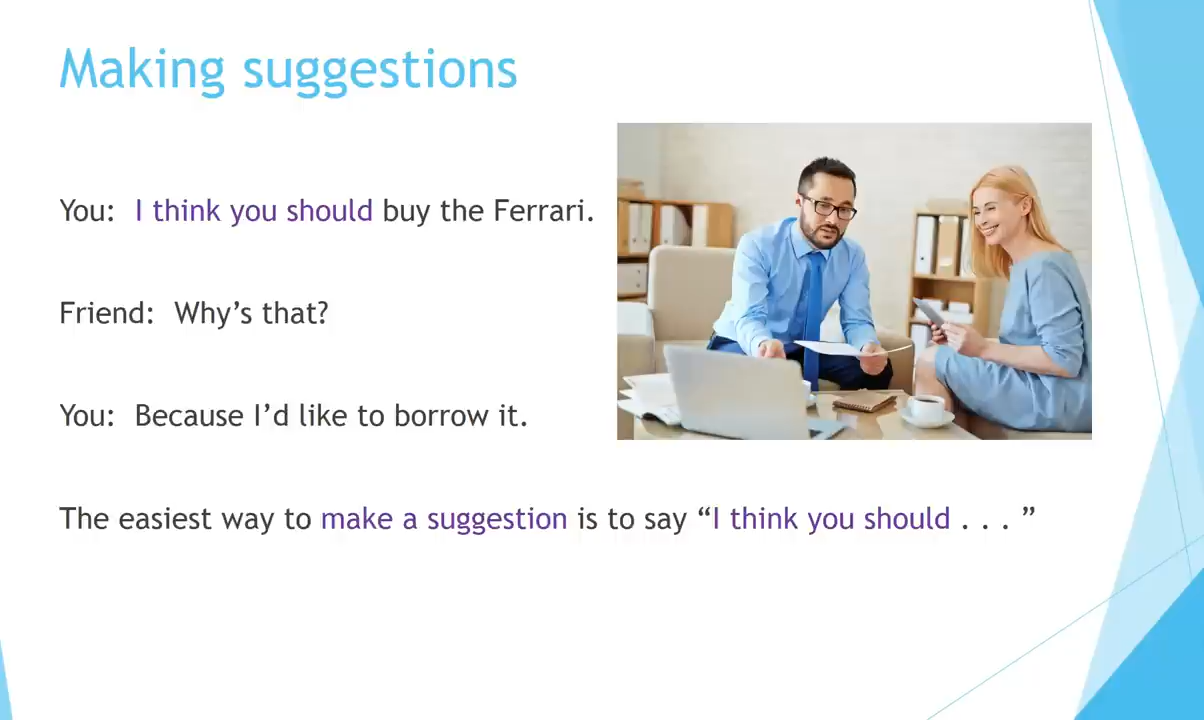 Making suggestions
You: I think you should buy the Ferrari.
Friend: Why’s that?
You: Because I’d like to borrow it.
The easiest way to make a suggestion is to say “I think you should . . . ”